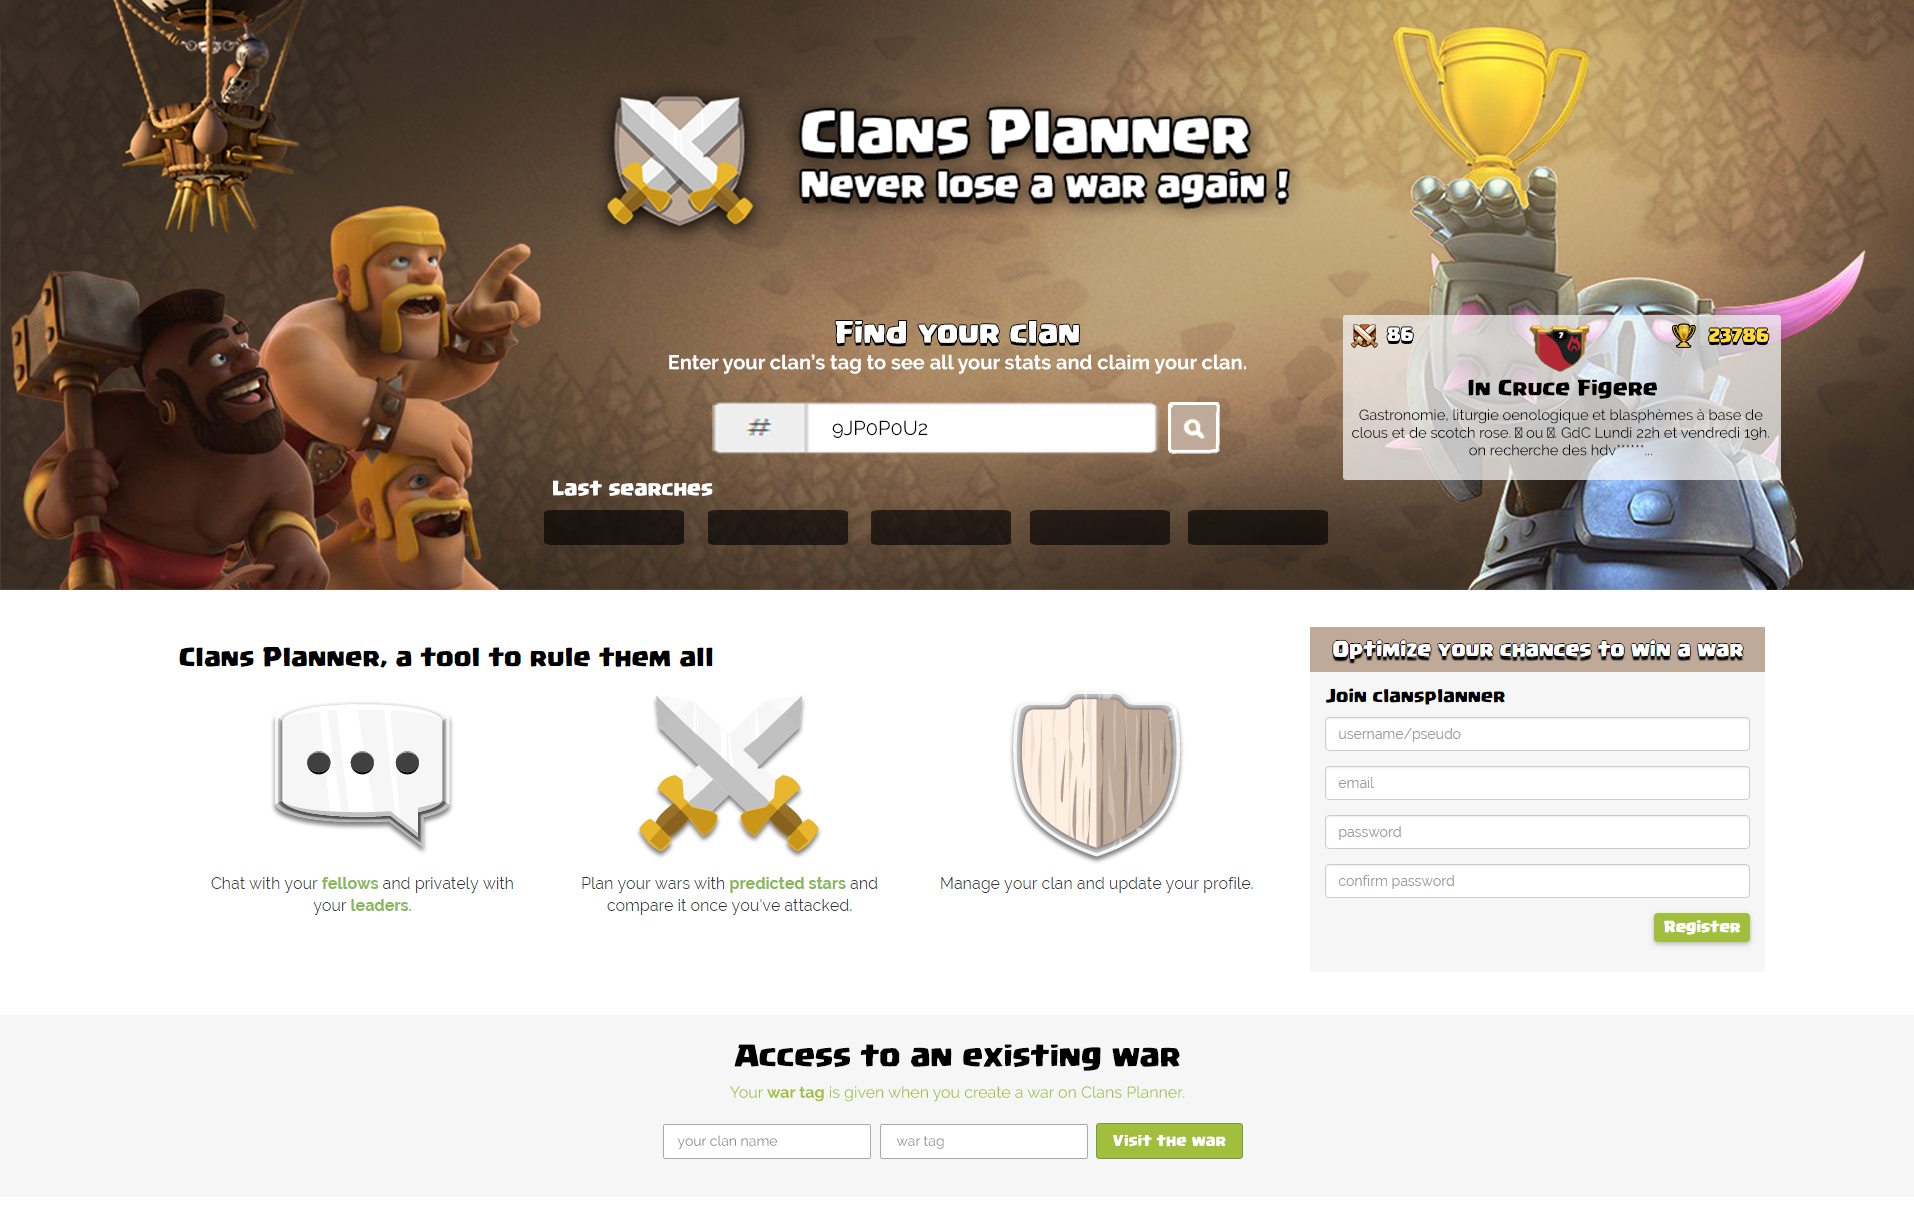 Clans Planner
Never lose a war again !
Find your clan
Enter your clan's tag to see all your stats and claim your clan.
# 9JP0P0U2
Last searches
86
7
23786
In Cruce Figere
Gastronomie, liturgie oenologique et blasphèmes à base de
clous et de scotch rose. ou . GdC Lundi 22h et vendredi 19h.
on recherche des hdv******...
Clans Planner, a tool to rule them all
Chat with your fellows and privately with
your leaders.
Plan your wars with predicted stars and
compare it once you've attacked.
Manage your clan and update your profile.
Optimize your chances to win a war
Join clansplanner
username/pseudo
email
password
confirm password
Register
Access to an existing war
Your war tag is given when you create a war on Clans Planner.
your clan name
war tag
Visit the war